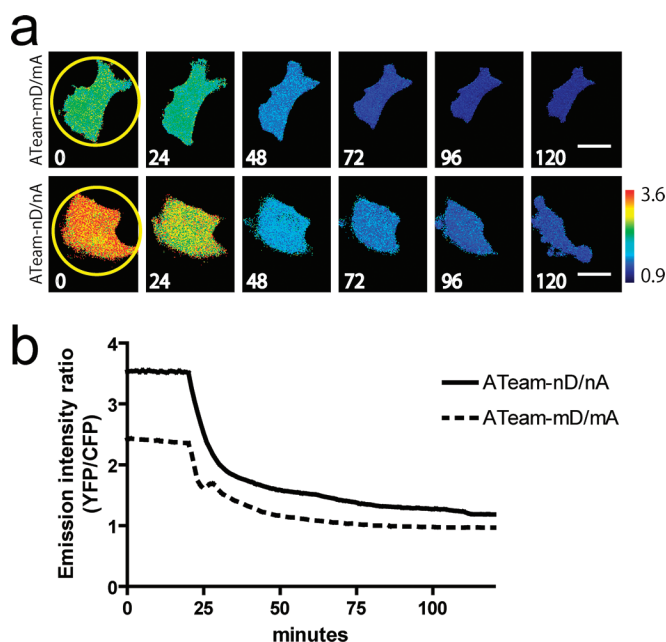 a
ATeam-mD/mA
0 24 48 72 96 120
ATeam-nD/nA
0 24 48 72 96 120
3.6
0.9
b
Emission intensity ratio
(YFP/CFP)
4
3
2
1
0
0 25 50 75 100
minutes
ATeam-nD/nA
ATeam-mD/mA